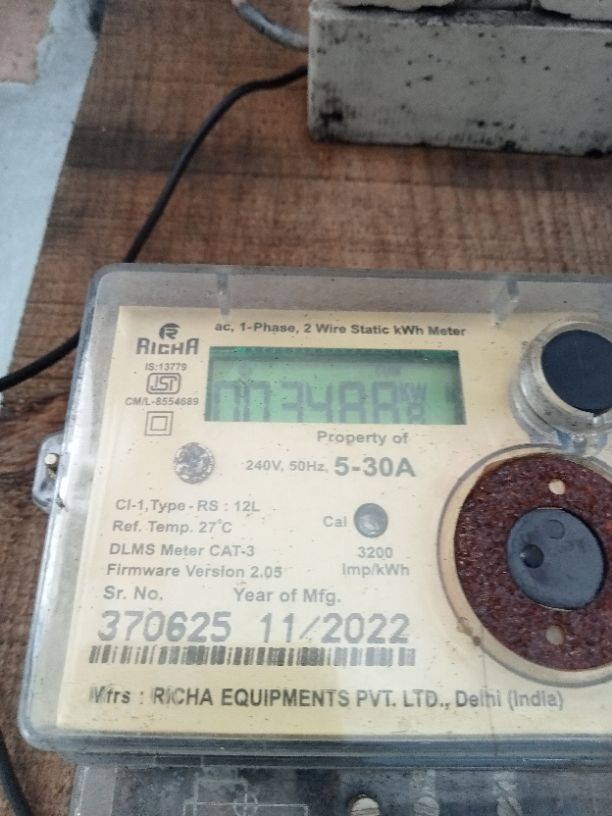 ac, 1-Phase, 2 Wire Static kWh Meter
RICHA
IS:13779
CM/L-8554689
Property of
240V, 50Hz, 5-30A
Cl-1,Type - RS : 12L
Ref. Temp. 27°C
Cal
DLMS Meter CAT-3
3200
Firmware Version 2.05
Imp/kWh
Sr. No. Year of Mfg.
370625 11/2022
Mfrs : RICHA EQUIPMENTS PVT. LTD., Delhi (India)